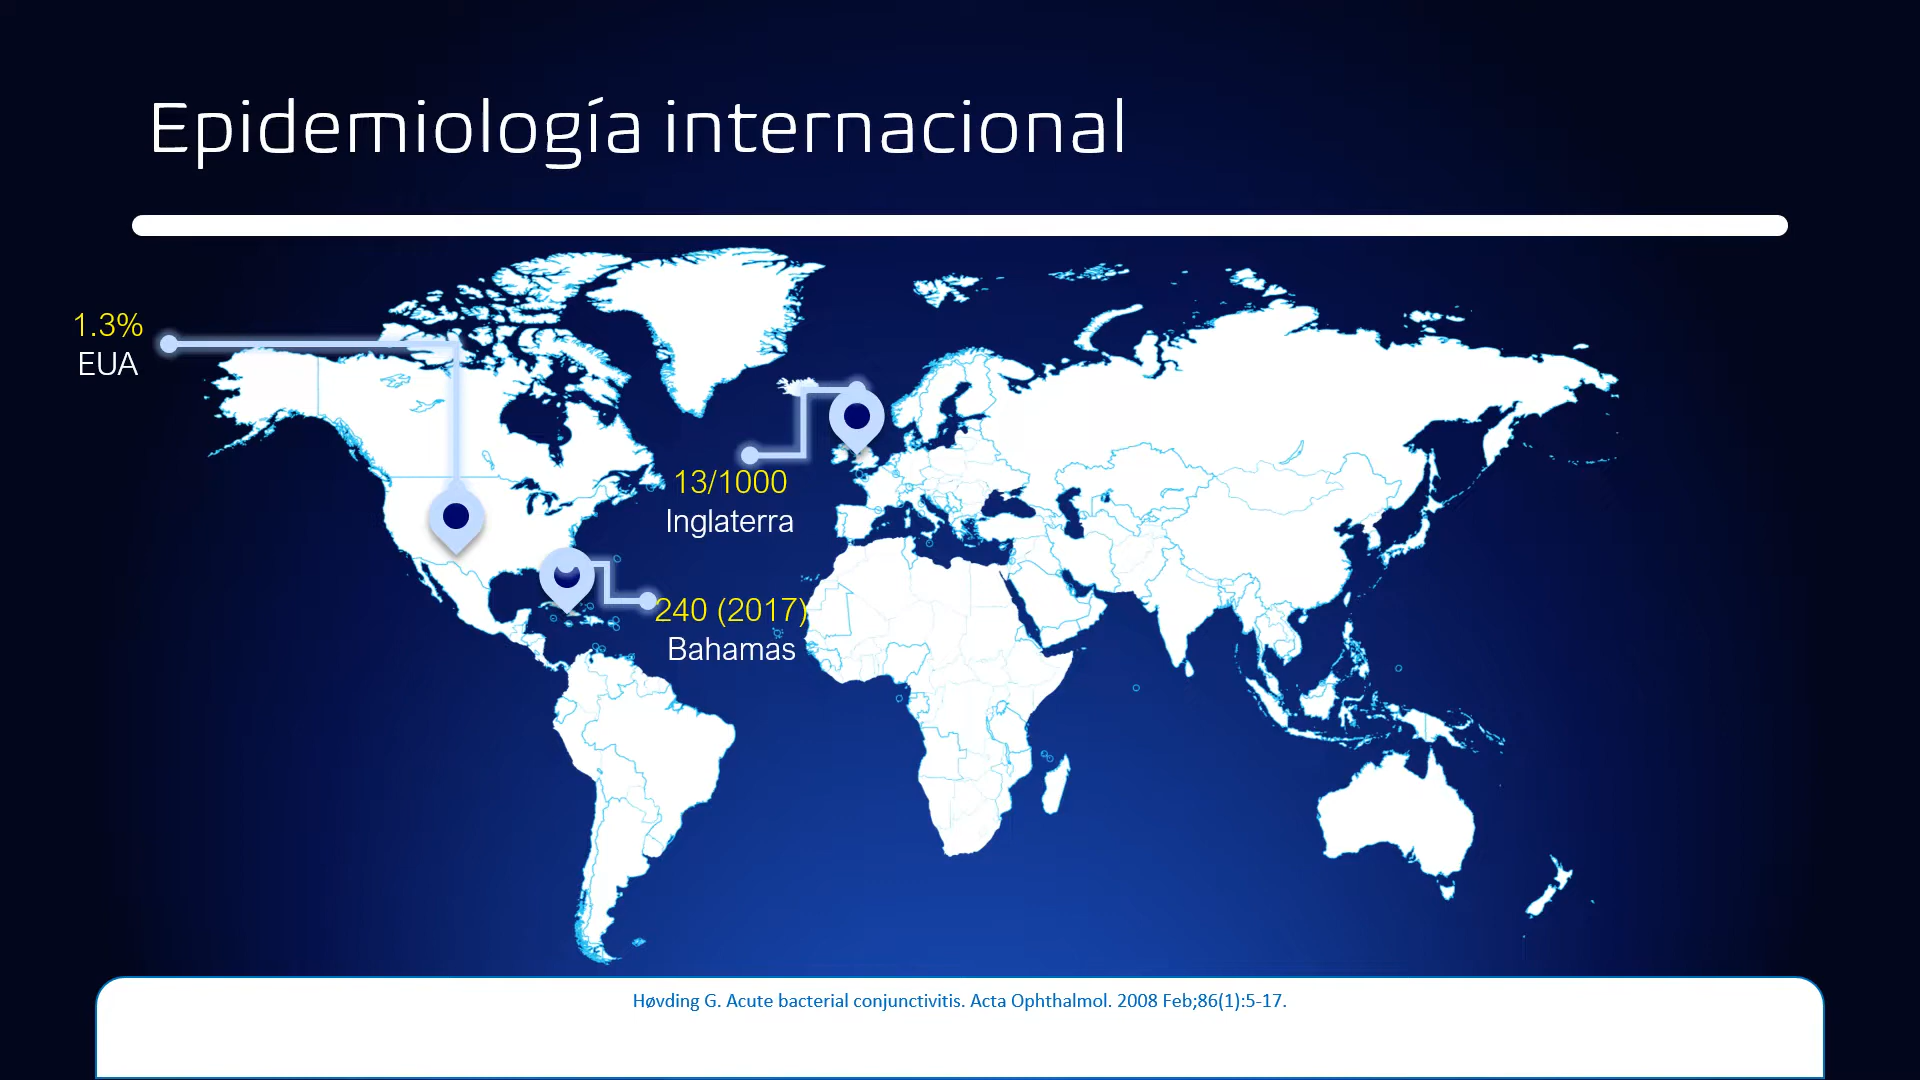 Epidemiología internacional
1.3%
EUA
13/1000
Inglaterra
240 (2017)
Bahamas
Høvding G. Acute bacterial conjunctivitis. Acta Ophthalmol. 2008 Feb;86(1):5-17.